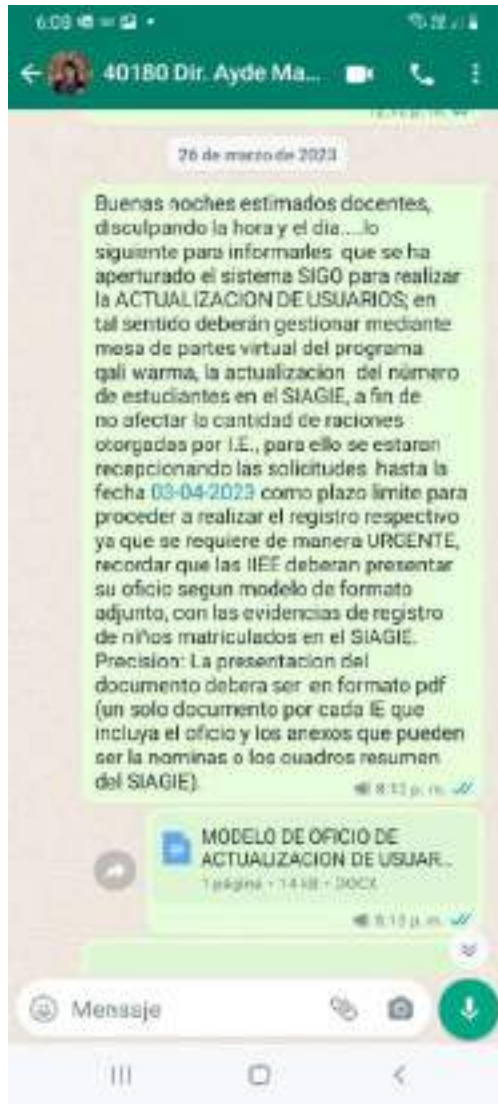 6:08
40180 Dir. Ayde Ma...
26 de marzo de 2023
Buenas noches estimados docentes,
disculpando la hora y el dia....lo
siguiente para informarles que se ha
aperturado el sistema SIGO para realizar
la ACTUALIZACION DE USUARIOS; en
tal sentido deberán gestionar mediante
mesa de partes virtual del programa
qali warma, la actualizacion del número
de estudiantes en el SIAGIE, a fin de
no afectar la cantidad de raciones
otorgadas por I.E., para ello se estaran
recepcionando las solicitudes hasta la
fecha 03-04-2023 como plazo limite para
proceder a realizar el registro respectivo
ya que se requiere de manera URGENTE,
recordar que las IIEE deberan presentar
su oficio segun modelo de formato
adjunto, con las evidencias de registro
de niños matriculados en el SIAGIE.
Precision: La presentacion del
documento debera ser en formato pdf
(un solo documento por cada IE que
incluya el oficio y los anexos que pueden
ser la nominas o los cuadros resumen
del SIAGIE)
8:13 p. m.
MODELO DE OFICIO DE
ACTUALIZACION DE USUAR...
1 página • 14 kB • DOCX
8:13 p. m.
Mensaje